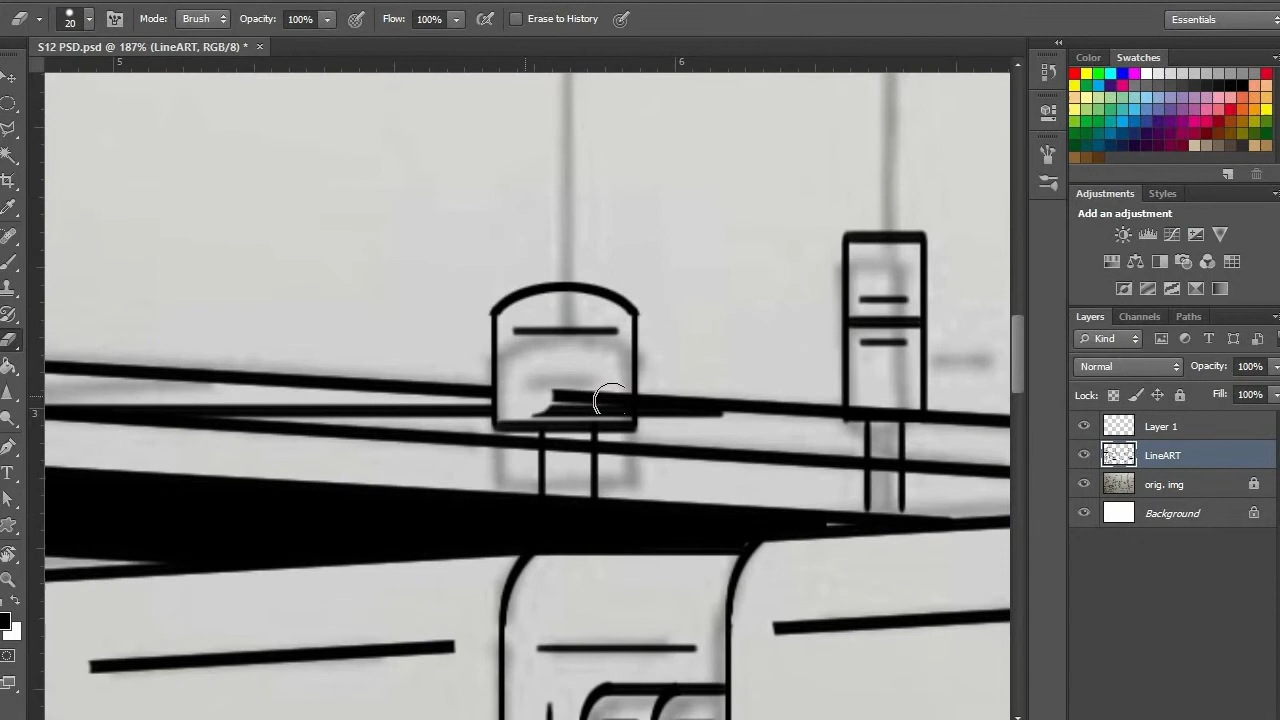 20 Mode: Brush Opacity: 100% Flow: 100% Erase to History Essentials
S12 PSD.psd @ 187% (LineART, RGB/8) * ×
5 6
3
Color Swatches
Adjustments Styles
Add an adjustment
Layers Channels Paths
Kind T
Normal Opacity: 100%
Lock: Fill: 100%
Layer 1
LineART
orig. img
Background
T